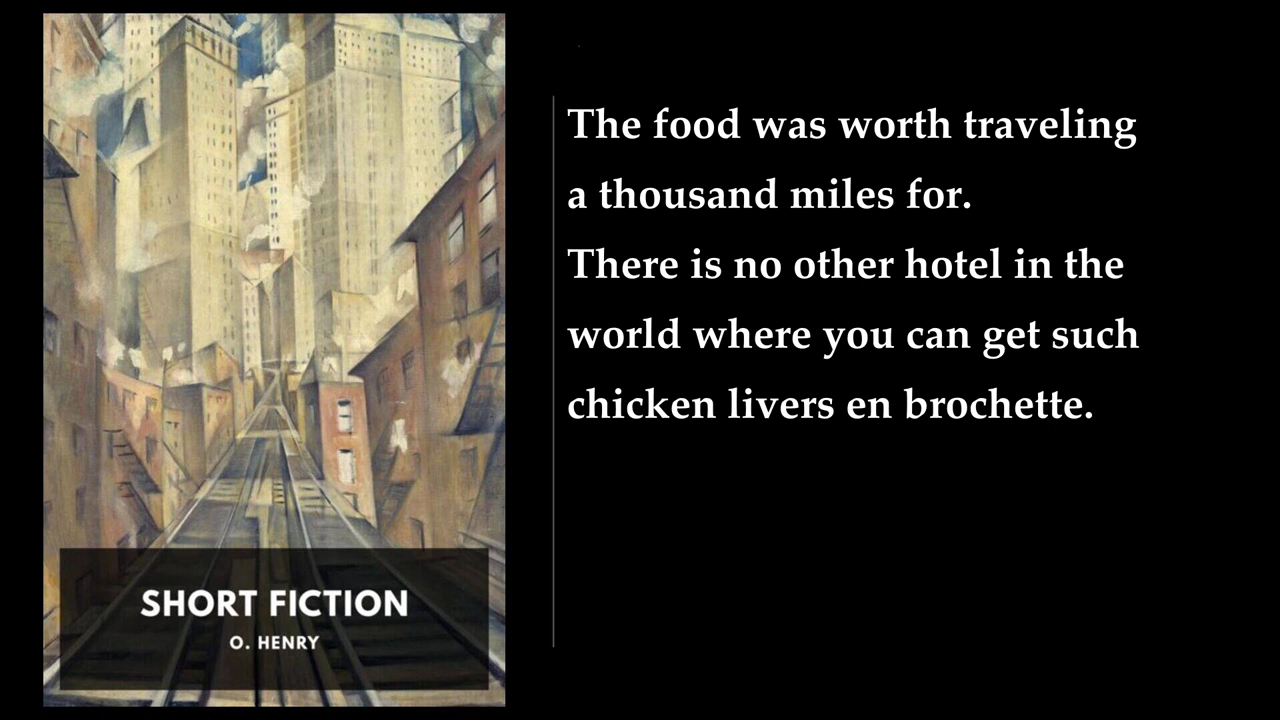 The food was worth traveling
a thousand miles for.
There is no other hotel in the
world where you can get such
chicken livers en brochette.
SHORT FICTION
O. HENRY